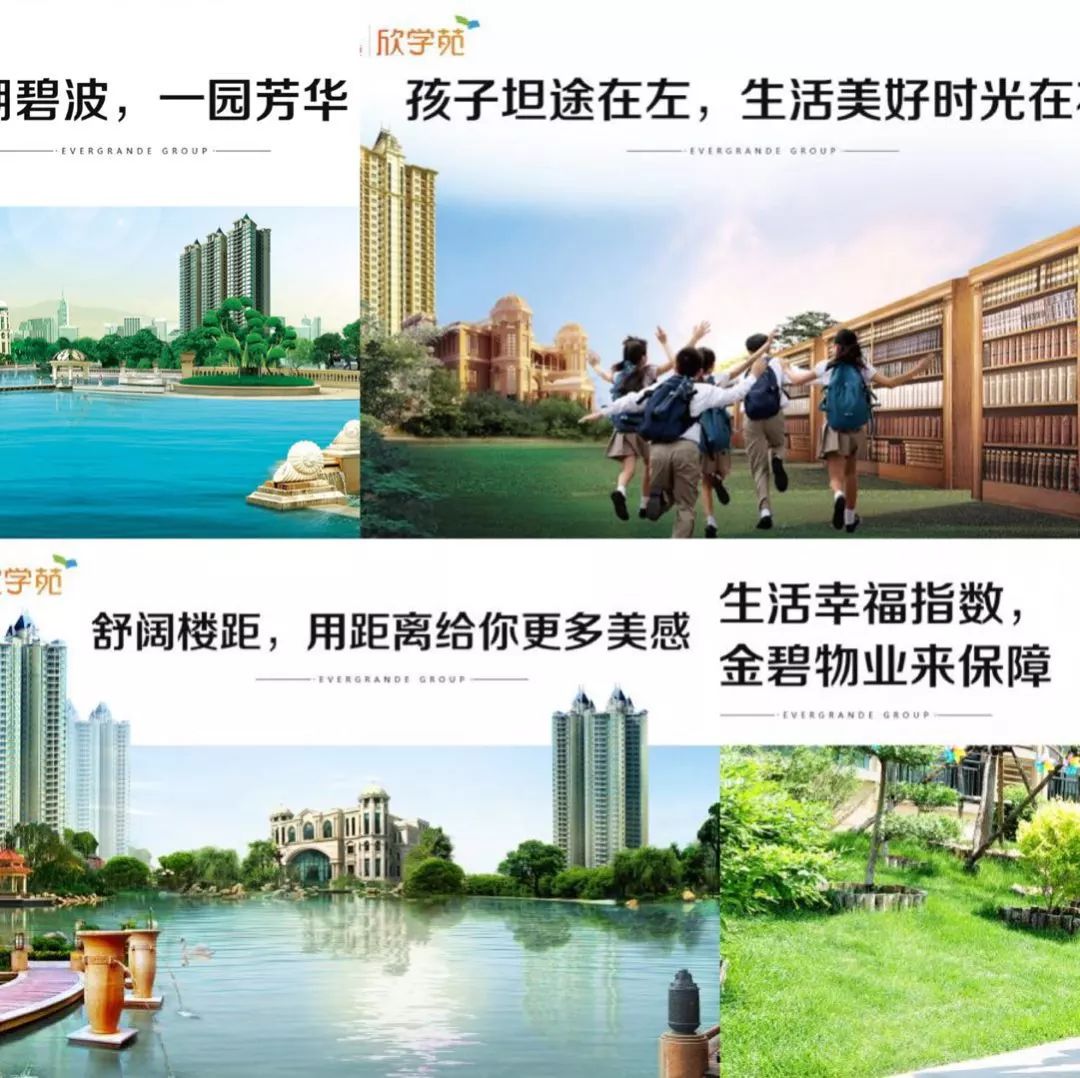 碧波，一园芳华
EVERGRANDE GROUP
欣学苑
孩子坦途在左，生活美好时光在
EVERGRANDE GROUP
学苑
舒阔楼距，用距离给你更多美感
EVERGRANDE GROUP
生活幸福指数，
金碧物业来保障
EVERGRANDE GROUP